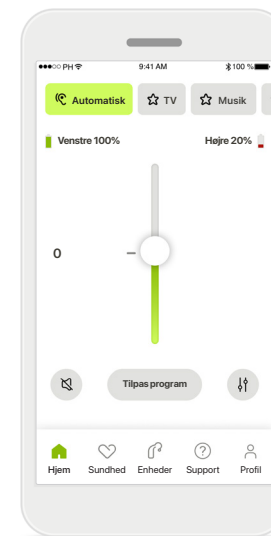 PH 9:41 AM 100 %
Automatisk TV Musik
Venstre 100% Højre 20%
0
Tilpas program
Hjem Sundhed Enheder Support Profil